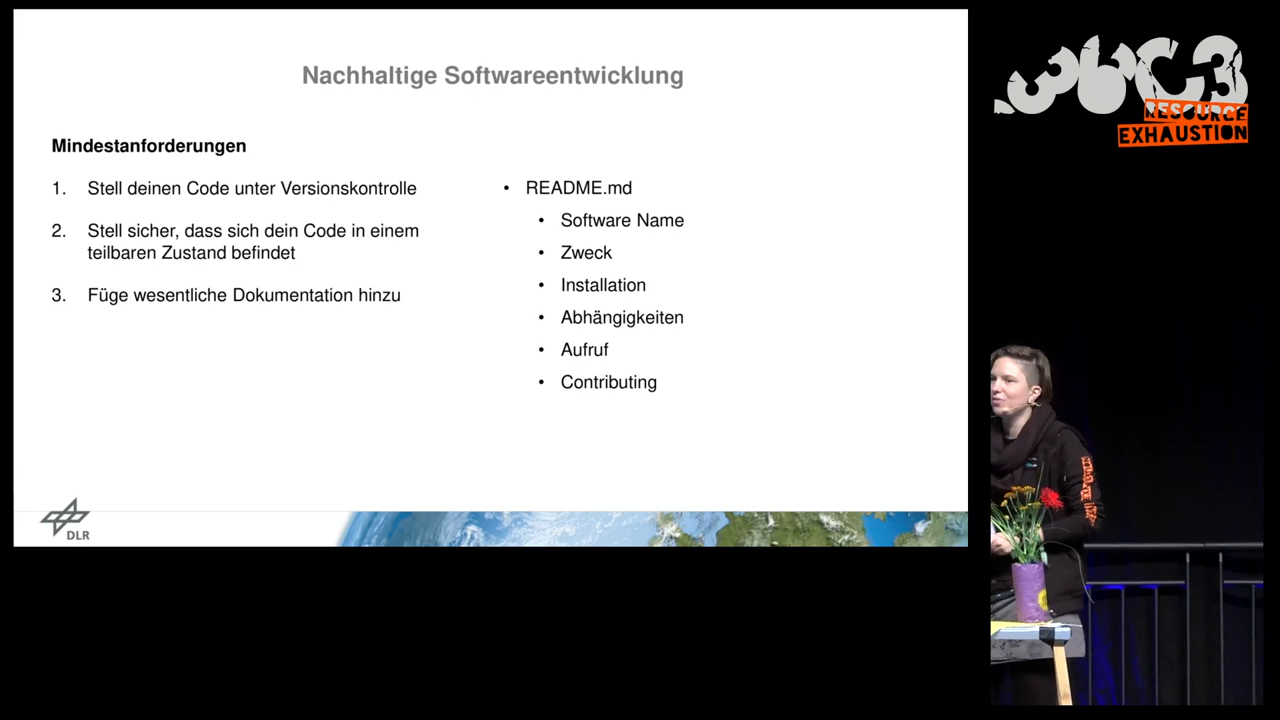 Nachhaltige Softwareentwicklung
Mindestanforderungen
1. Stell deinen Code unter Versionskontrolle
2. Stell sicher, dass sich dein Code in einem
teilbaren Zustand befindet
3. Füge wesentliche Dokumentation hinzu
• README.md
• Software Name
• Zweck
• Installation
• Abhängigkeiten
• Aufruf
• Contributing
DLR
36C3
RESOURCE
EXHAUSTION